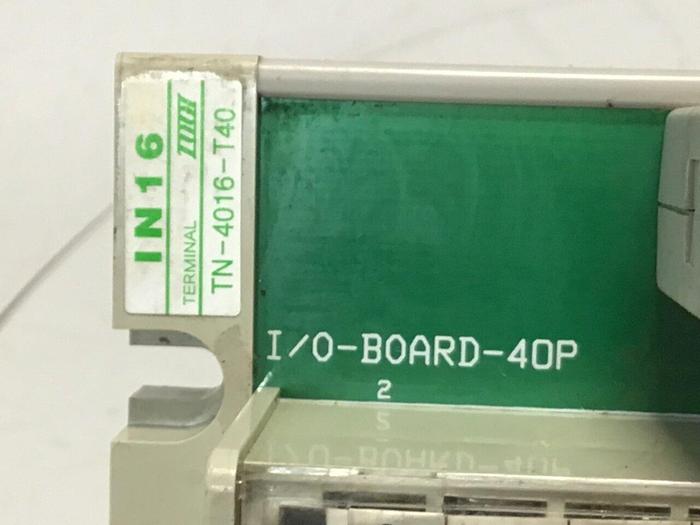 IN16
TERMINAL
TN-4016-T40
I/O-BOARD-40P
2